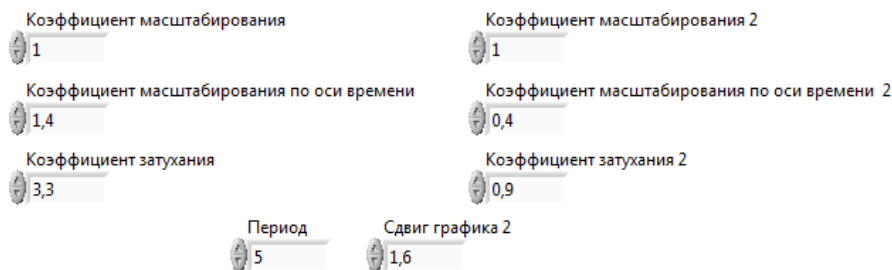 Коэффициент масштабирования
Коэффициент масштабирования 2
1
1
Коэффициент масштабирования по оси времени
Коэффициент масштабирования по оси времени  2
1,4
0,4
Коэффициент затухания
Коэффициент затухания 2
3,3
0,9
Период
Сдвиг графика 2
5
1,6